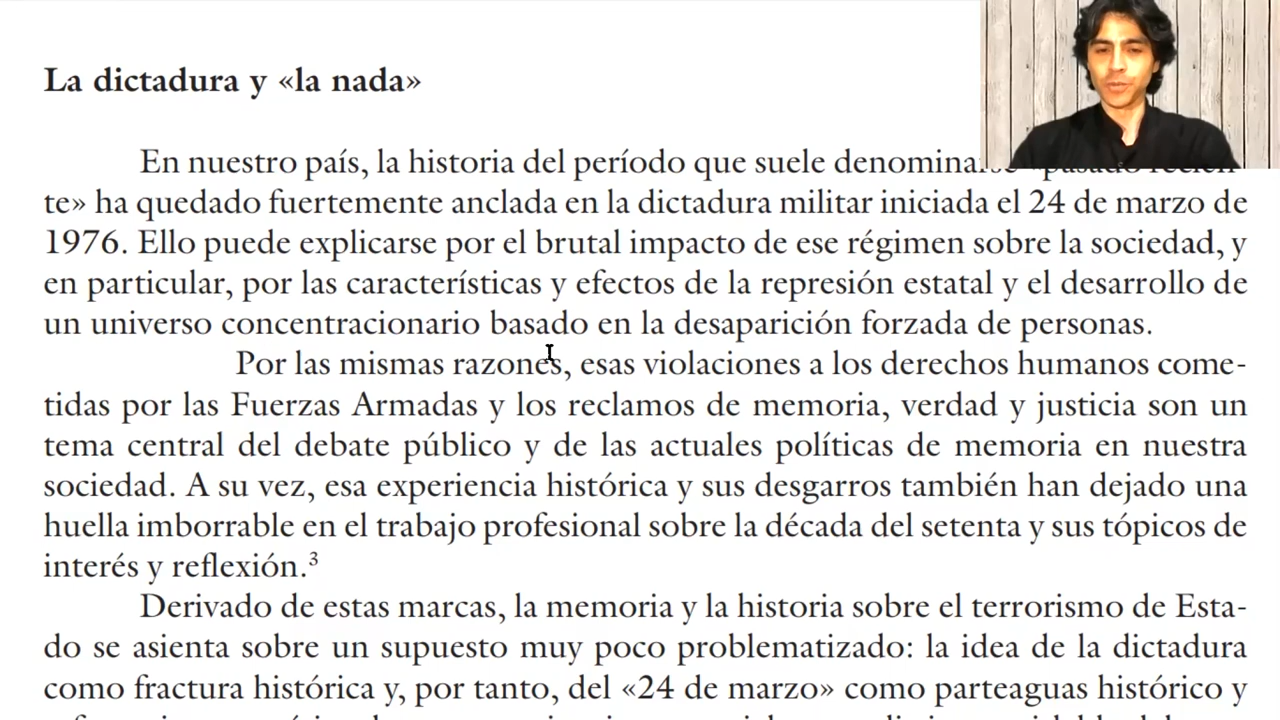 La dictadura y «la nada»
En nuestro país, la historia del período que suele denominarse «pasado recien-
te» ha quedado fuertemente anclada en la dictadura militar iniciada el 24 de marzo de
1976. Ello puede explicarse por el brutal impacto de ese régimen sobre la sociedad, y
en particular, por las características y efectos de la represión estatal y el desarrollo de
un universo concentracionario basado en la desaparición forzada de personas.
Por las mismas razones, esas violaciones a los derechos humanos come-
tidas por las Fuerzas Armadas y los reclamos de memoria, verdad y justicia son un
tema central del debate público y de las actuales políticas de memoria en nuestra
sociedad. A su vez, esa experiencia histórica y sus desgarros también han dejado una
huella imborrable en el trabajo profesional sobre la década del setenta y sus tópicos de
interés y reflexión.³
Derivado de estas marcas, la memoria y la historia sobre el terrorismo de Esta-
do se asienta sobre un supuesto muy poco problematizado: la idea de la dictadura
como fractura histórica y, por tanto, del «24 de marzo» como parteaguas histórico y